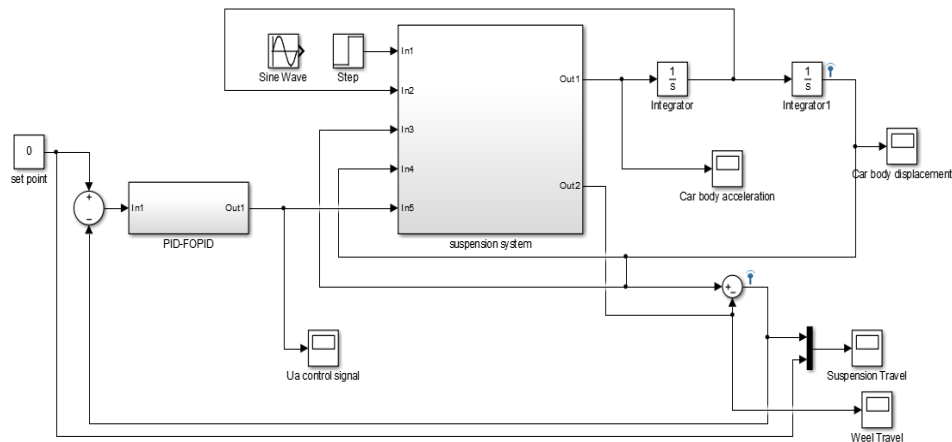 Sine Wave
Step
In1
In2
In3
In4
In5
Out1
Out2
suspension system
1
s
Integrator
1
s
Integrator1
Car body acceleration
Car body displacement
0
set point
+
−
In1
Out1
PID-FOPID
+
−
Ua control signal
Suspension Travel
Weel Travel